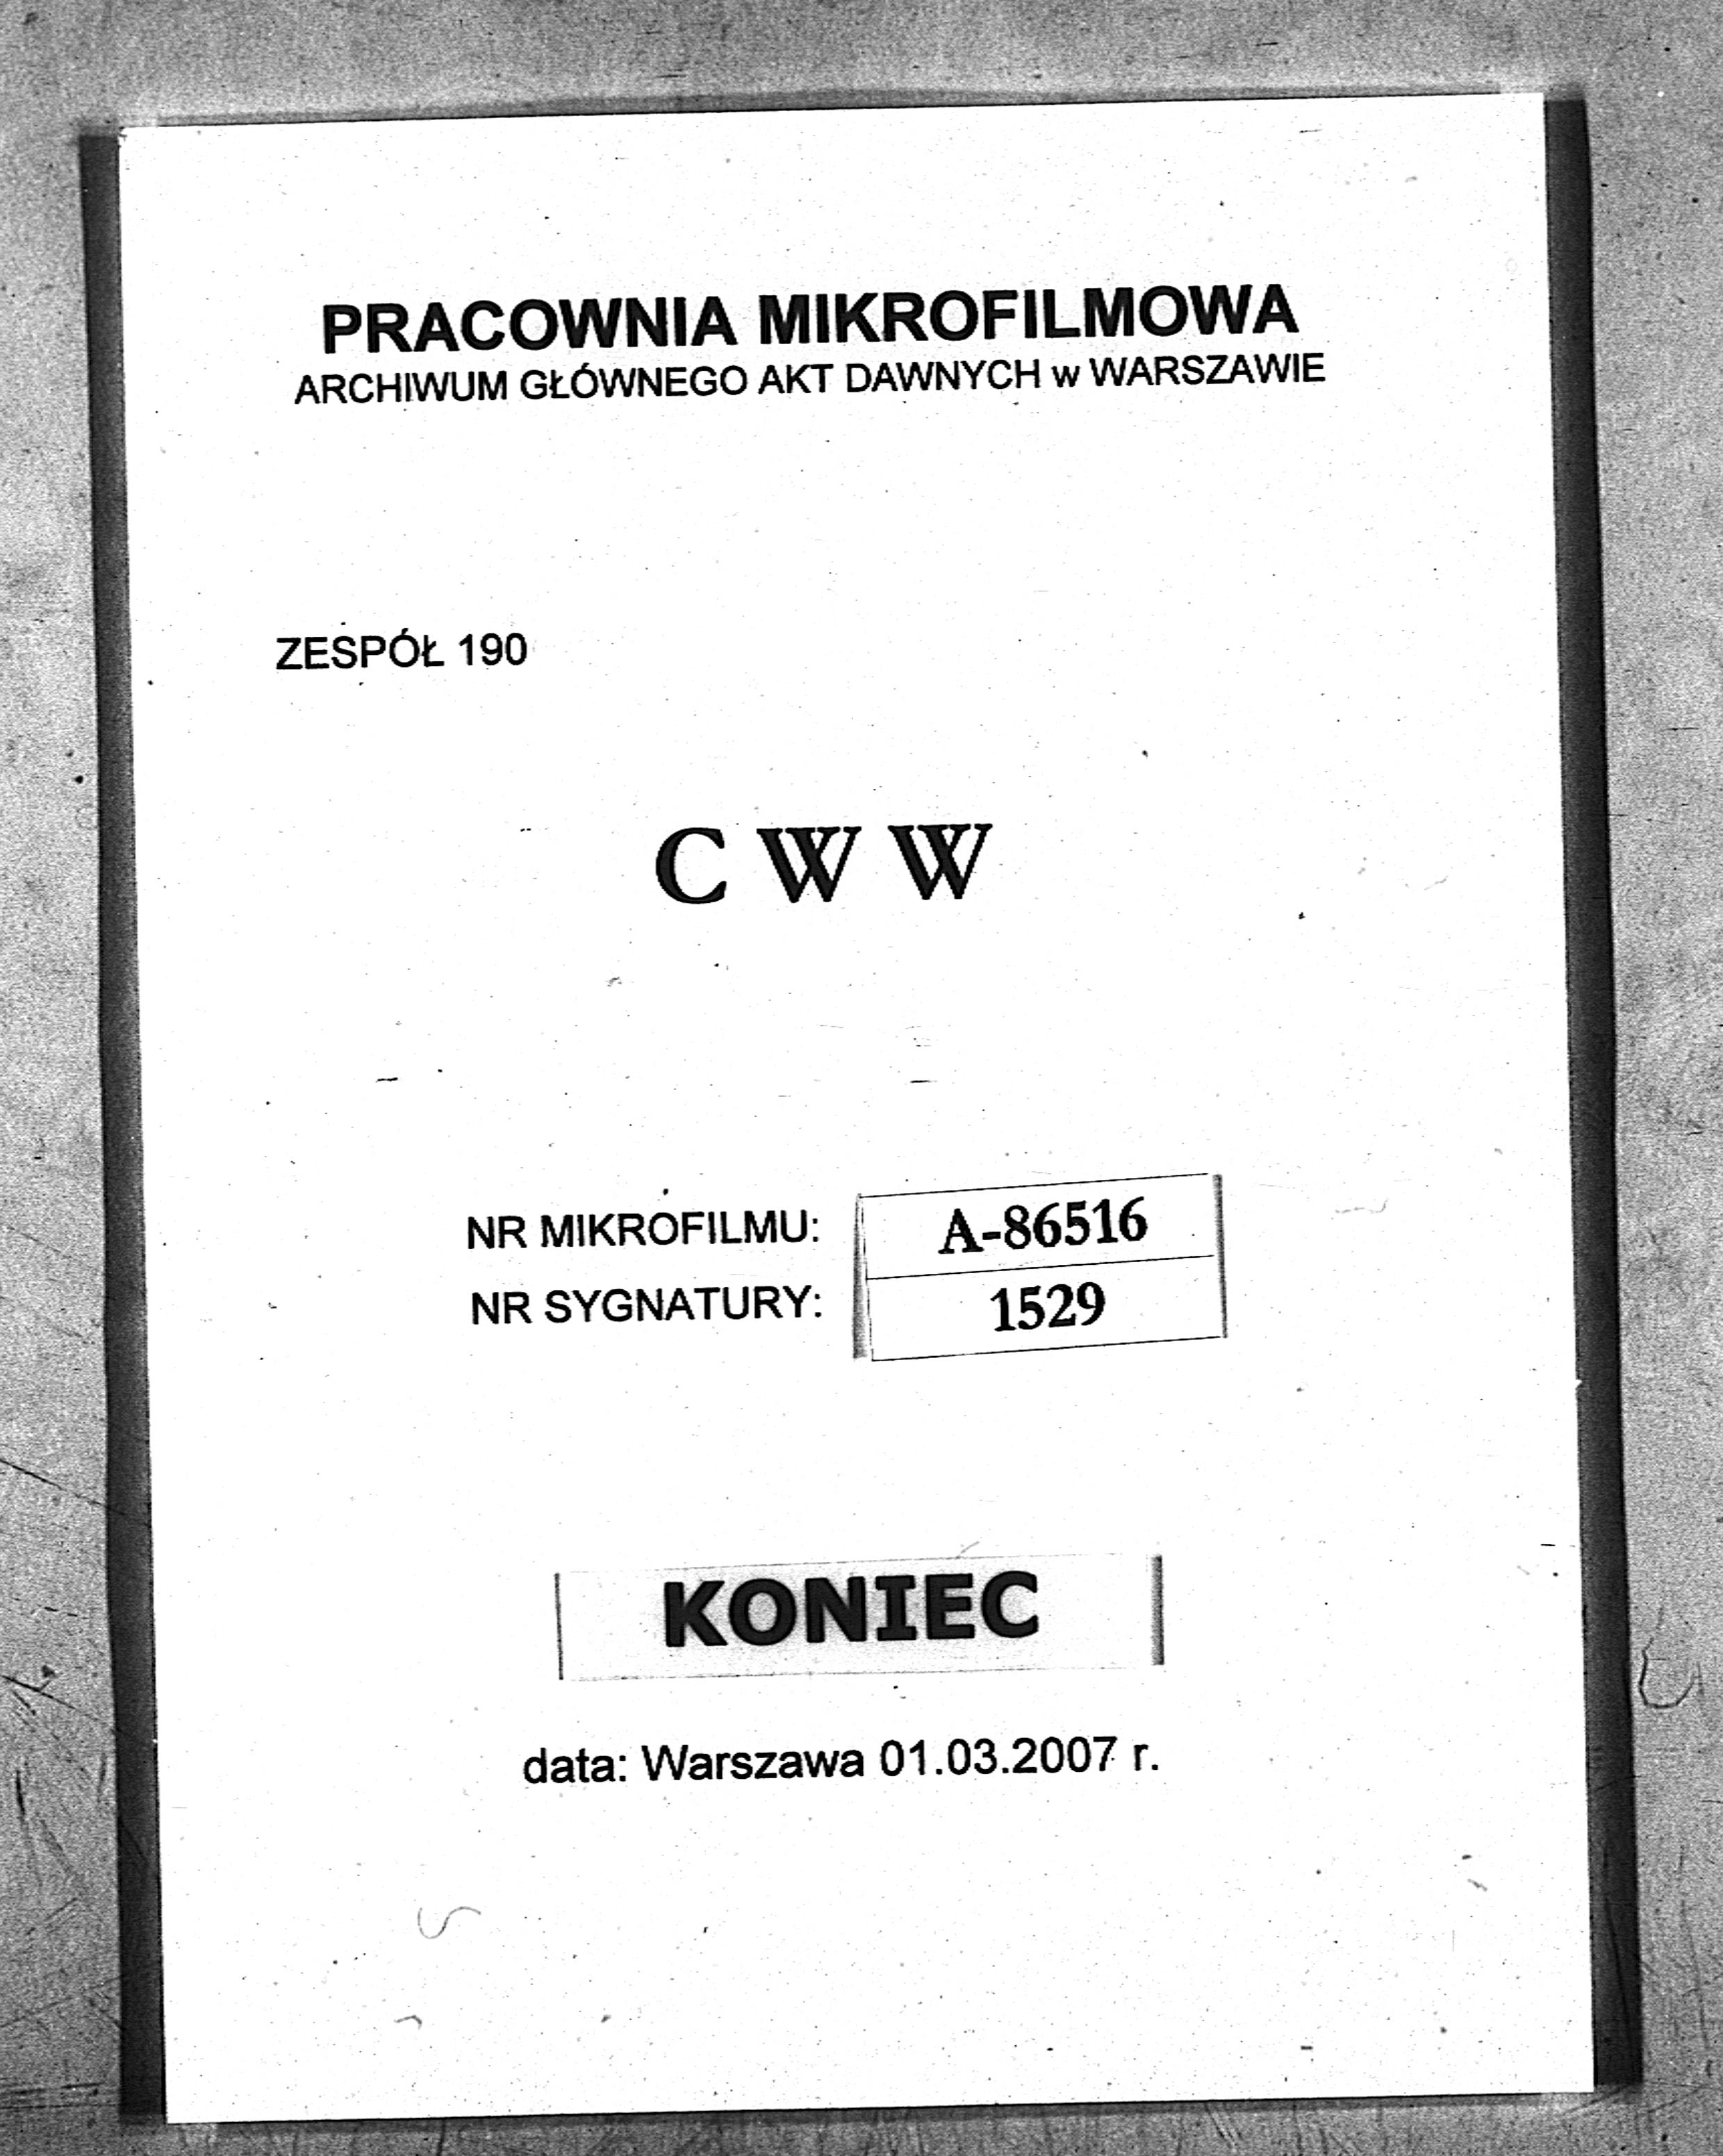 PRACOWNIA MIKROFILMOWA
ARCHIWUM GŁÓWNEGO AKT DAWNYCH w WARSZAWIE
ZESPÓŁ 190
C W W
NR MIKROFILMU: A-86516
NR SYGNATURY: 1529
KONIEC
data: Warszawa 01.03.2007 r.